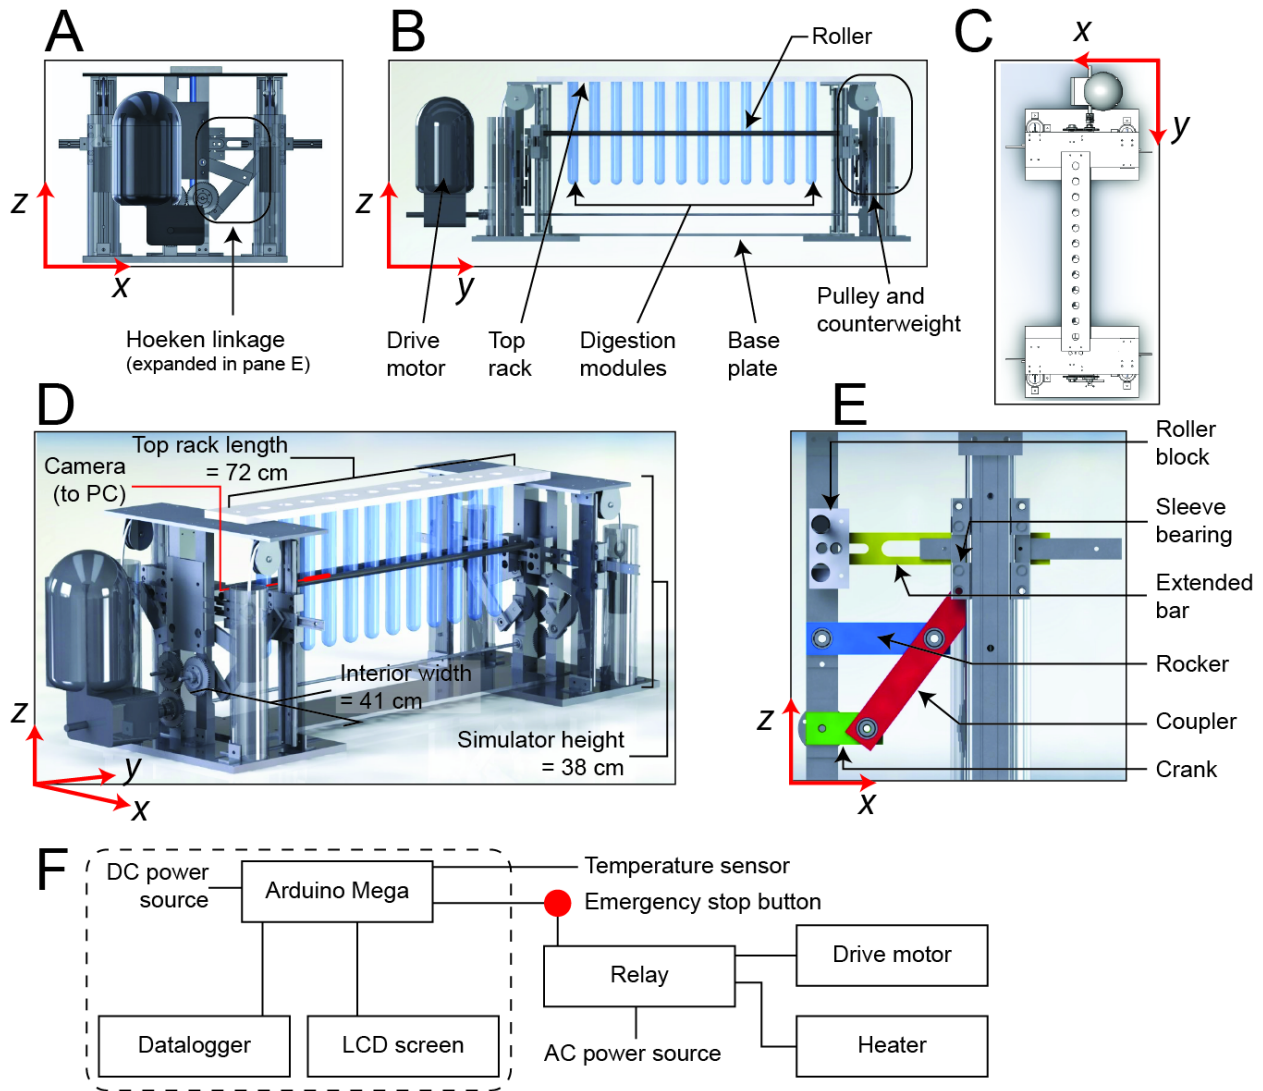 A
B
C
Roller
x
y
z
x
z
y
Hoeken linkage
(expanded in pane E)
Drive
motor
Top
rack
Digestion
modules
Base
plate
Pulley and
counterweight
D
E
Top rack length
= 72 cm
Camera
(to PC)
Interior width
= 41 cm
Simulator height
= 38 cm
z
y
x
Roller
block
Sleeve
bearing
Extended
bar
Rocker
Coupler
Crank
z
x
F
DC power
source
Arduino Mega
Temperature sensor
Emergency stop button
Relay
Drive motor
Datalogger
LCD screen
AC power source
Heater